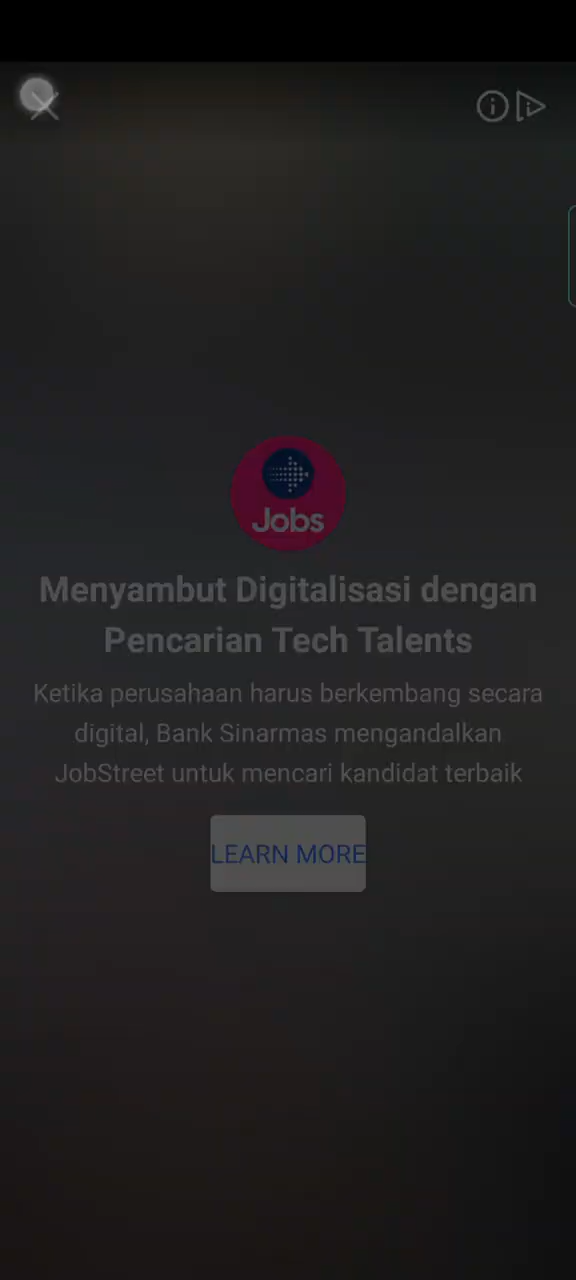 Jobs
Menyambut Digitalisasi dengan
Pencarian Tech Talents
Ketika perusahaan harus berkembang secara
digital, Bank Sinarmas mengandalkan
JobStreet untuk mencari kandidat terbaik
LEARN MORE